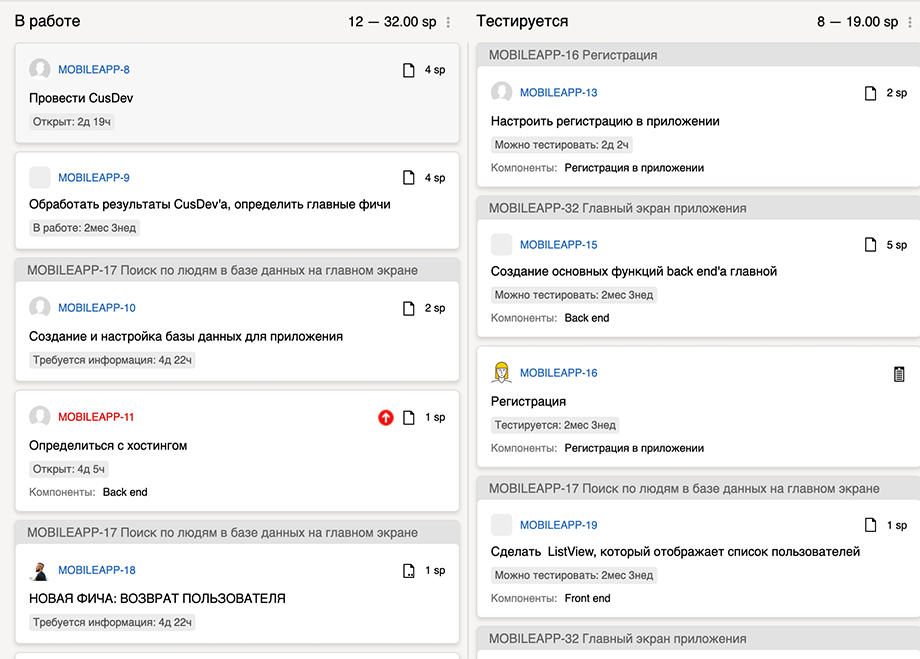 В работе
12 — 32.00 sp
MOBILEAPP-8
4 sp
Провести CusDev
Открыт: 2д 19ч
MOBILEAPP-9
4 sp
Обработать результаты CusDev'а, определить главные фичи
В работе: 2мес 3нед
MOBILEAPP-17 Поиск по людям в базе данных на главном экране
MOBILEAPP-10
2 sp
Создание и настройка базы данных для приложения
Требуется информация: 4д 22ч
MOBILEAPP-11
1 sp
Определиться с хостингом
Открыт: 4д 5ч
Компоненты: Back end
MOBILEAPP-17 Поиск по людям в базе данных на главном экране
MOBILEAPP-18
1 sp
НОВАЯ ФИЧА: ВОЗВРАТ ПОЛЬЗОВАТЕЛЯ
Требуется информация: 4д 22ч
Тестируется
8 — 19.00 sp
MOBILEAPP-16 Регистрация
MOBILEAPP-13
2 sp
Настроить регистрацию в приложении
Можно тестировать: 2д 2ч
Компоненты: Регистрация в приложении
MOBILEAPP-32 Главный экран приложения
MOBILEAPP-15
5 sp
Создание основных функций back end'а главной
Можно тестировать: 2мес 3нед
Компоненты: Back end
MOBILEAPP-16
Регистрация
Тестируется: 2мес 3нед
Компоненты: Регистрация в приложении
MOBILEAPP-17 Поиск по людям в базе данных на главном экране
MOBILEAPP-19
1 sp
Сделать ListView, который отображает список пользователей
Можно тестировать: 2мес 3нед
Компоненты: Front end
MOBILEAPP-32 Главный экран приложения